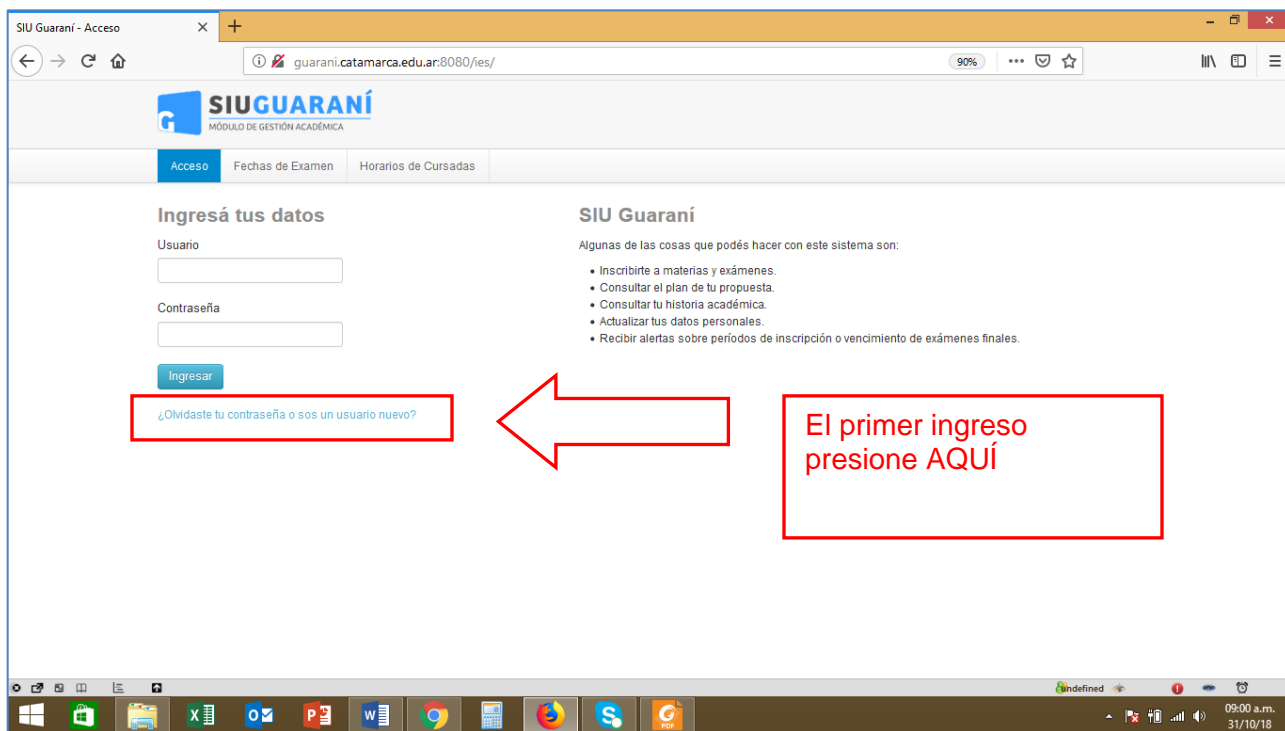 SIU Guaraní - Acceso
guarani.catamarca.edu.ar:8080/ies/
90%
SIUGUARANÍ
MÓDULO DE GESTIÓN ACADÉMICA
Acceso Fechas de Examen Horarios de Cursadas
Ingresá tus datos
Usuario
Contraseña
Ingresar
¿Olvidaste tu contraseña o sos un usuario nuevo?
SIU Guaraní
Algunas de las cosas que podés hacer con este sistema son:
• Inscribirte a materias y exámenes.
• Consultar el plan de tu propuesta.
• Consultar tu historia académica.
• Actualizar tus datos personales.
• Recibir alertas sobre períodos de inscripción o vencimiento de exámenes finales.
El primer ingreso
presione AQUÍ
undefined
09:00 a.m.
31/10/18